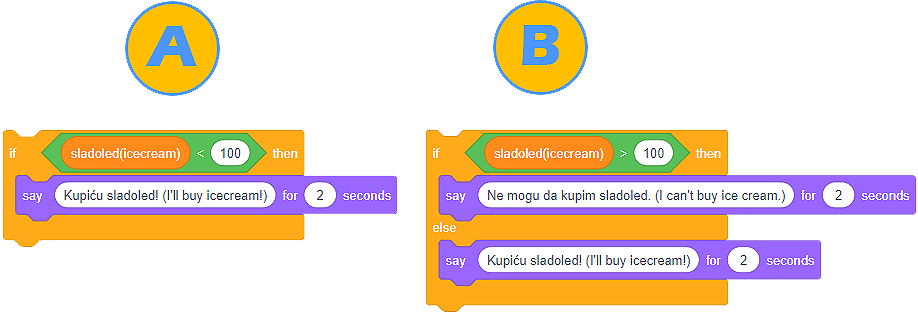 A
if sladoled(icecream) < 100 then
say Kupiću sladoled! (I'll buy icecream!) for 2 seconds
B
if sladoled(icecream) > 100 then
say Ne mogu da kupim sladoled. (I can't buy ice cream.) for 2 seconds
else
say Kupiću sladoled! (I'll buy icecream!) for 2 seconds